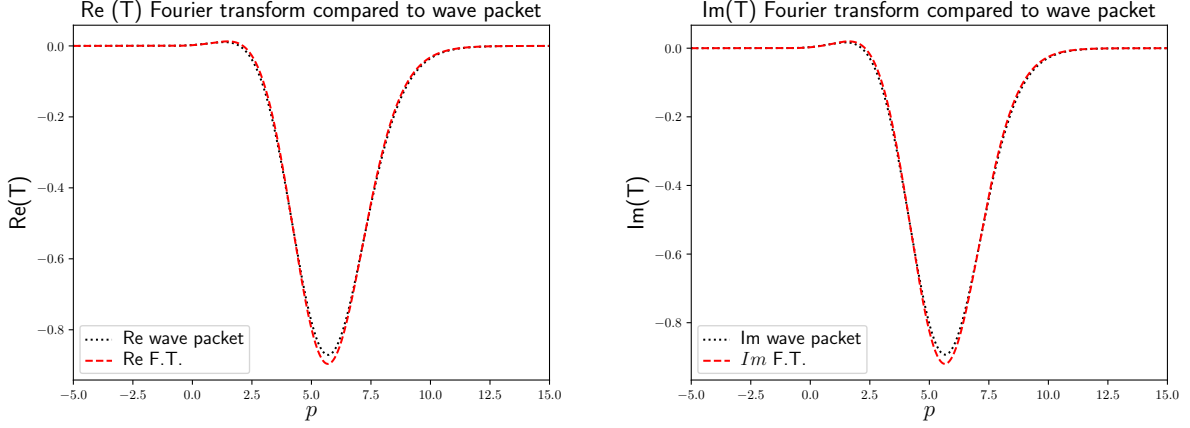 Re (T) Fourier transform compared to wave packet
0.0
−0.2
−0.4
−0.6
−0.8
Re(T)
Re wave packet
Re F.T.
−5.0 −2.5 0.0 2.5 5.0 7.5 10.0 12.5 15.0
p
Im(T) Fourier transform compared to wave packet
0.0
−0.2
−0.4
−0.6
−0.8
Im(T)
Im wave packet
Im F.T.
−5.0 −2.5 0.0 2.5 5.0 7.5 10.0 12.5 15.0
p